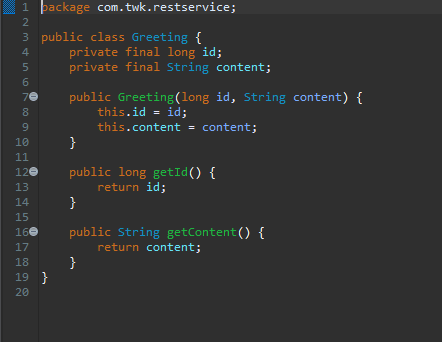 1 package com.twk.restservice;
2
3 public class Greeting {
4     private final long id;
5     private final String content;
6
7     public Greeting(long id, String content) {
8         this.id = id;
9         this.content = content;
10     }
11
12     public long getId() {
13         return id;
14     }
15
16     public String getContent() {
17         return content;
18     }
19 }
20